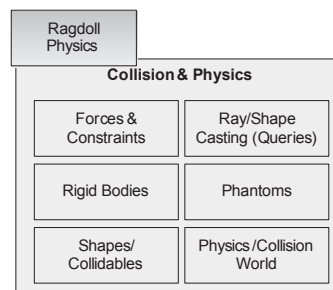 Ragdoll
Physics
Collision & Physics
Forces &
Constraints
Ray/Shape
Casting (Queries)
Rigid Bodies
Phantoms
Shapes/
Collidables
Physics/Collision
World